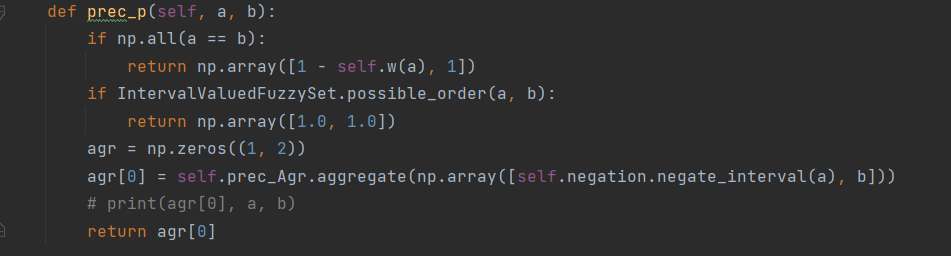 def prec_p(self, a, b):
    if np.all(a == b):
        return np.array([1 - self.w(a), 1])
    if IntervalValuedFuzzySet.possible_order(a, b):
        return np.array([1.0, 1.0])
    agr = np.zeros((1, 2))
    agr[0] = self.prec_Agr.aggregate(np.array([self.negation.negate_interval(a), b]))
    # print(agr[0], a, b)
    return agr[0]